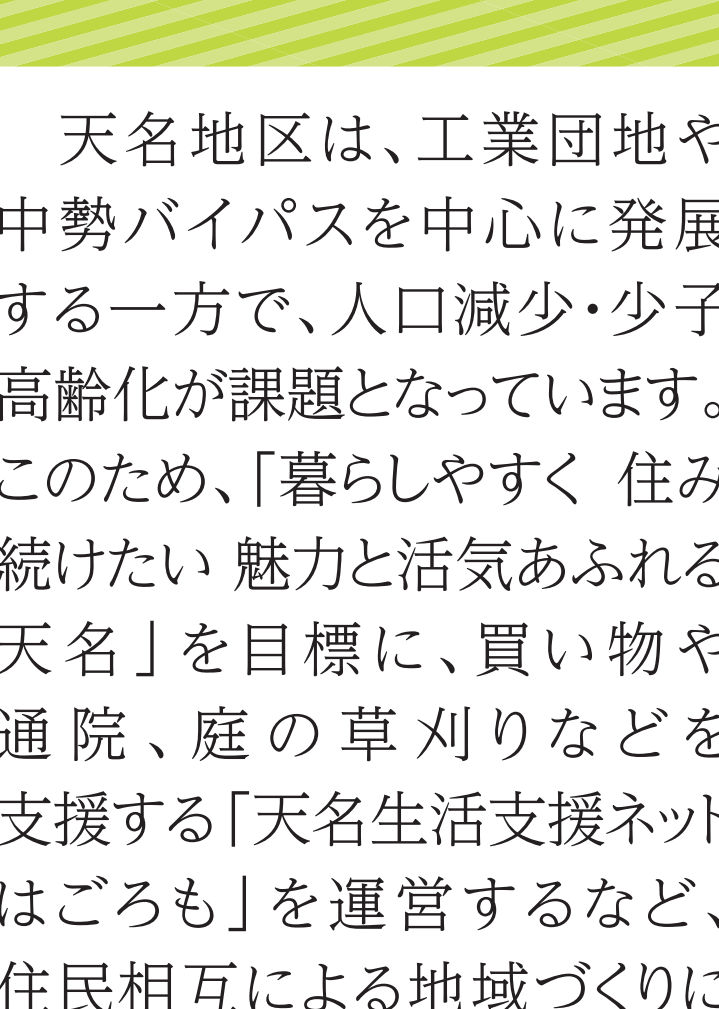 天名地区は、工業団地や
中勢バイパスを中心に発展
する一方で、人口減少・少子
高齢化が課題となっています。
このため、「暮らしやすく 住み
続けたい 魅力と活気あふれる
天名」を目標に、買い物や
通院、庭の草刈りなどを
支援する「天名生活支援ネット
はごろも」を運営するなど、
住民相互による地域づくりに